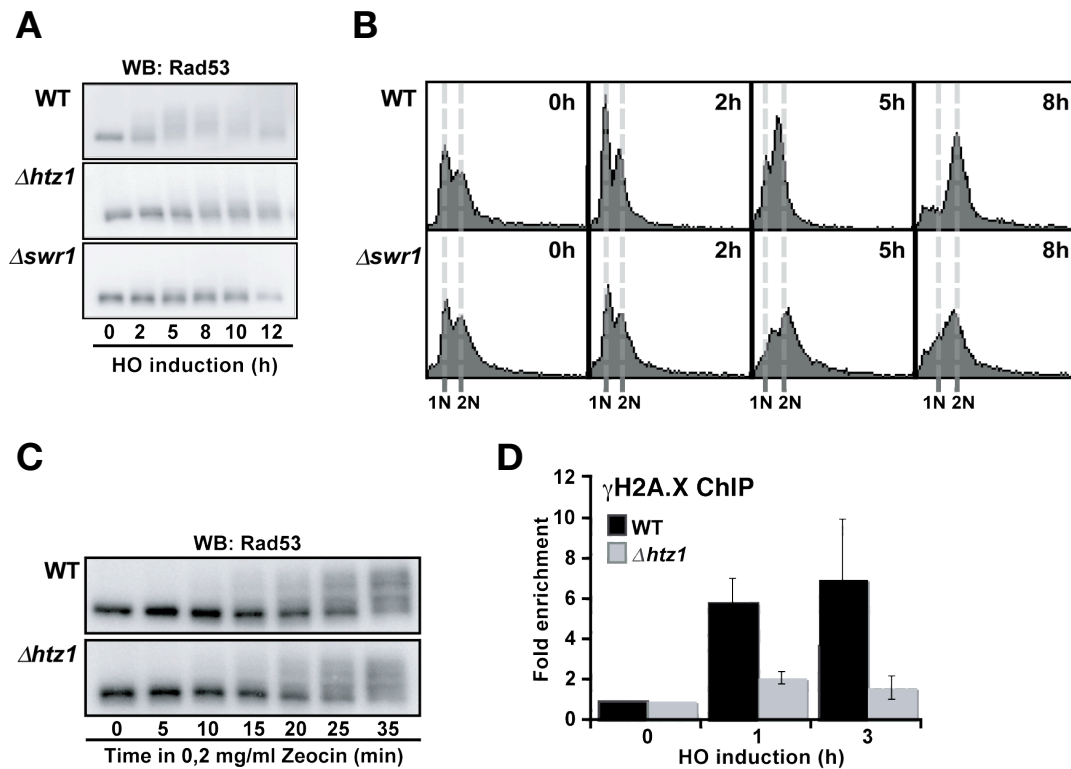 A
WB: Rad53
WT
Δhtz1
Δswr1
0 2 5 8 10 12
HO induction (h)
B
WT
0h 2h 5h 8h
Δswr1
0h 2h 5h 8h
1N 2N 1N 2N 1N 2N 1N 2N
C
WB: Rad53
WT
Δhtz1
0 5 10 15 20 25 35
Time in 0,2 mg/ml Zeocin (min)
D
γH2A.X ChIP
WT
Δhtz1
Fold enrichment
12
10
8
6
4
2
0
0 1 3
HO induction (h)